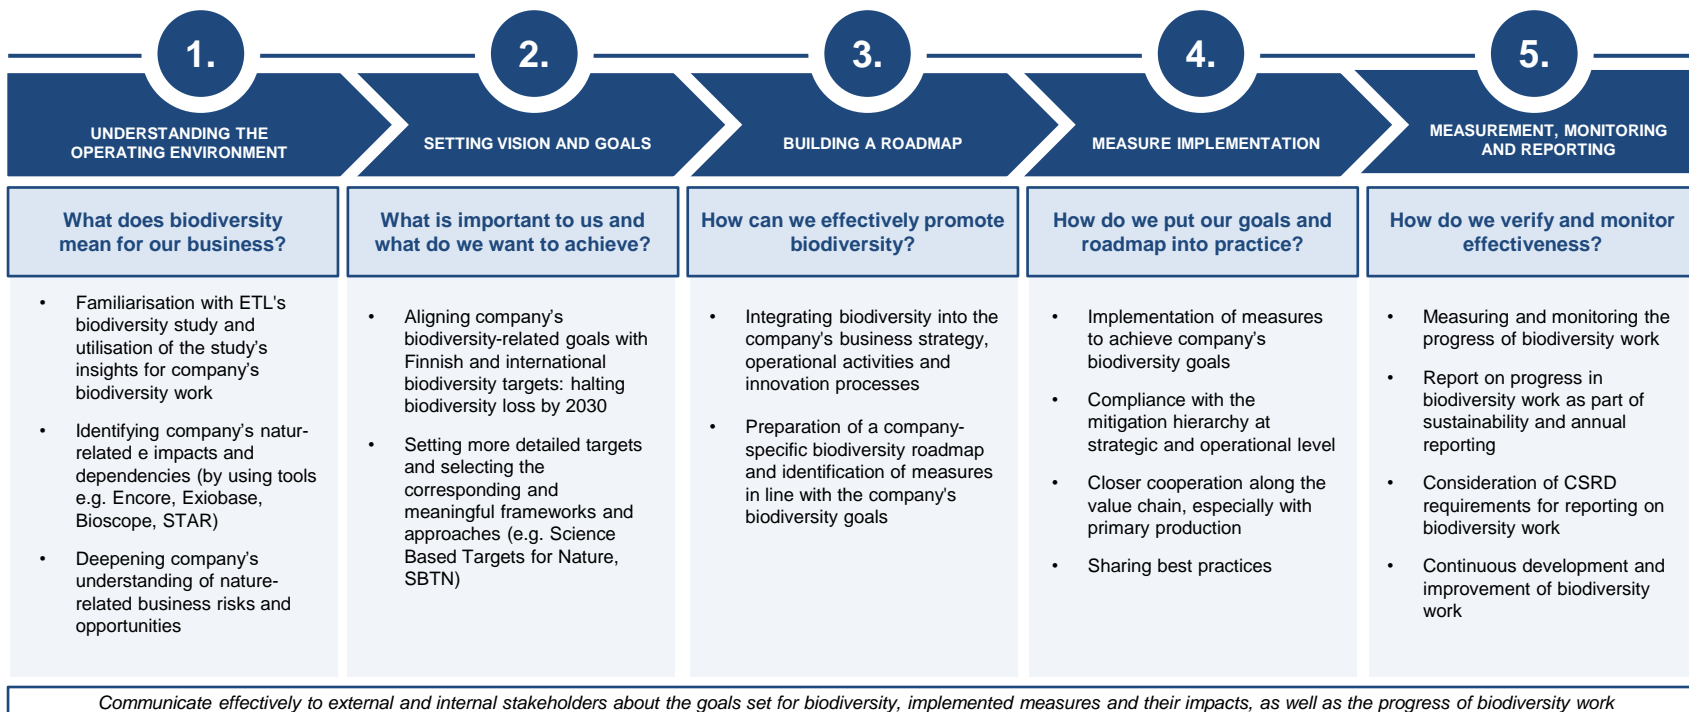 1.
UNDERSTANDING THE
OPERATING ENVIRONMENT
What does biodiversity
mean for our business?
• Familiarisation with ETL's
biodiversity study and
utilisation of the study's
insights for company's
biodiversity work
• Identifying company's natur-
related e impacts and
dependencies (by using tools
e.g. Encore, Exiobase,
Bioscope, STAR)
• Deepening company's
understanding of nature-
related business risks and
opportunities
2.
SETTING VISION AND GOALS
What is important to us and
what do we want to achieve?
• Aligning company's
biodiversity-related goals with
Finnish and international
biodiversity targets: halting
biodiversity loss by 2030
• Setting more detailed targets
and selecting the
corresponding and
meaningful frameworks and
approaches (e.g. Science
Based Targets for Nature,
SBTN)
3.
BUILDING A ROADMAP
How can we effectively promote
biodiversity?
• Integrating biodiversity into the
company's business strategy,
operational activities and
innovation processes
• Preparation of a company-
specific biodiversity roadmap
and identification of measures
in line with the company's
biodiversity goals
4.
MEASURE IMPLEMENTATION
How do we put our goals and
roadmap into practice?
• Implementation of measures
to achieve company's
biodiversity goals
• Compliance with the
mitigation hierarchy at
strategic and operational level
• Closer cooperation along the
value chain, especially with
primary production
• Sharing best practices
5.
MEASUREMENT, MONITORING
AND REPORTING
How do we verify and monitor
effectiveness?
• Measuring and monitoring the
progress of biodiversity work
• Report on progress in
biodiversity work as part of
sustainability and annual
reporting
• Consideration of CSRD
requirements for reporting on
biodiversity work
• Continuous development and
improvement of biodiversity
work
Communicate effectively to external and internal stakeholders about the goals set for biodiversity, implemented measures and their impacts, as well as the progress of biodiversity work